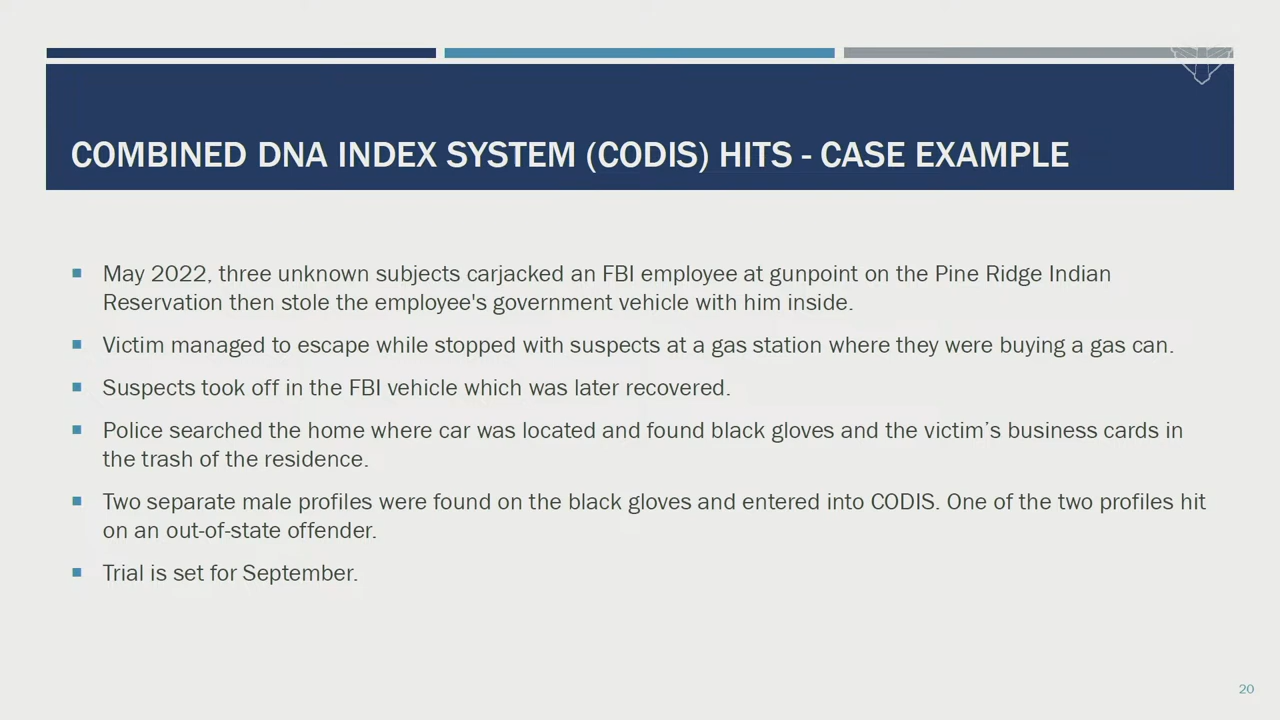 COMBINED DNA INDEX SYSTEM (CODIS) HITS - CASE EXAMPLE
▪ May 2022, three unknown subjects carjacked an FBI employee at gunpoint on the Pine Ridge Indian
Reservation then stole the employee's government vehicle with him inside.
▪ Victim managed to escape while stopped with suspects at a gas station where they were buying a gas can.
▪ Suspects took off in the FBI vehicle which was later recovered.
▪ Police searched the home where car was located and found black gloves and the victim’s business cards in
the trash of the residence.
▪ Two separate male profiles were found on the black gloves and entered into CODIS. One of the two profiles hit
on an out-of-state offender.
▪ Trial is set for September.
20